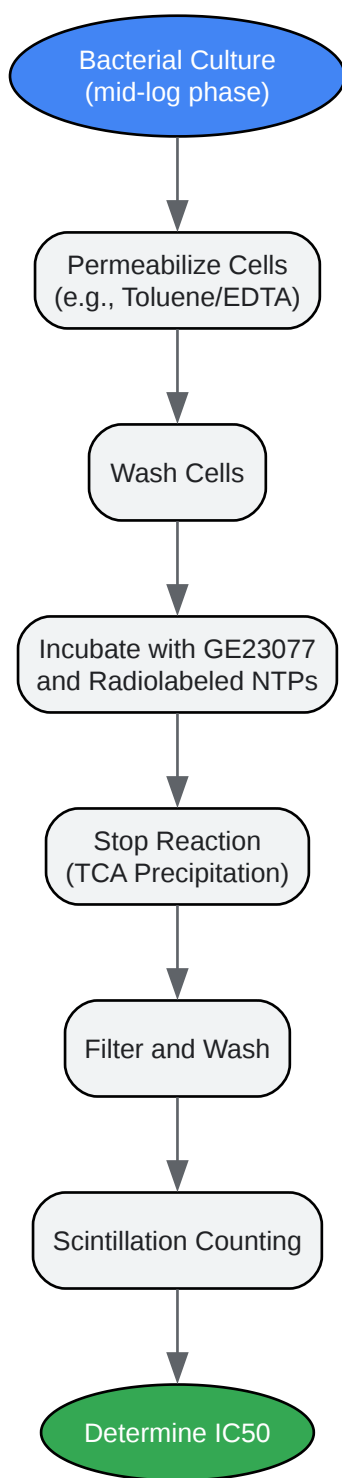 Bacterial Culture
(mid-log phase)
Permeabilize Cells
(e.g., Toluene/EDTA)
Wash Cells
Incubate with GE23077
and Radiolabeled NTPs
Stop Reaction
(TCA Precipitation)
Filter and Wash
Scintillation Counting
Determine IC50